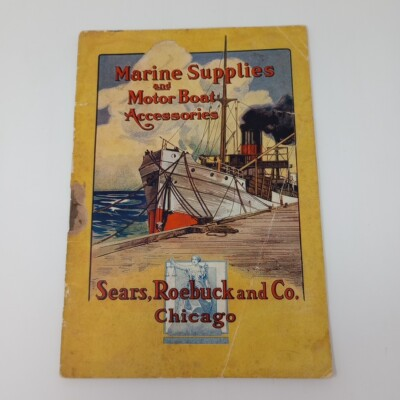 Marine Supplies
and
Motor Boat
Accessories
Sears, Roebuck and Co.
Chicago